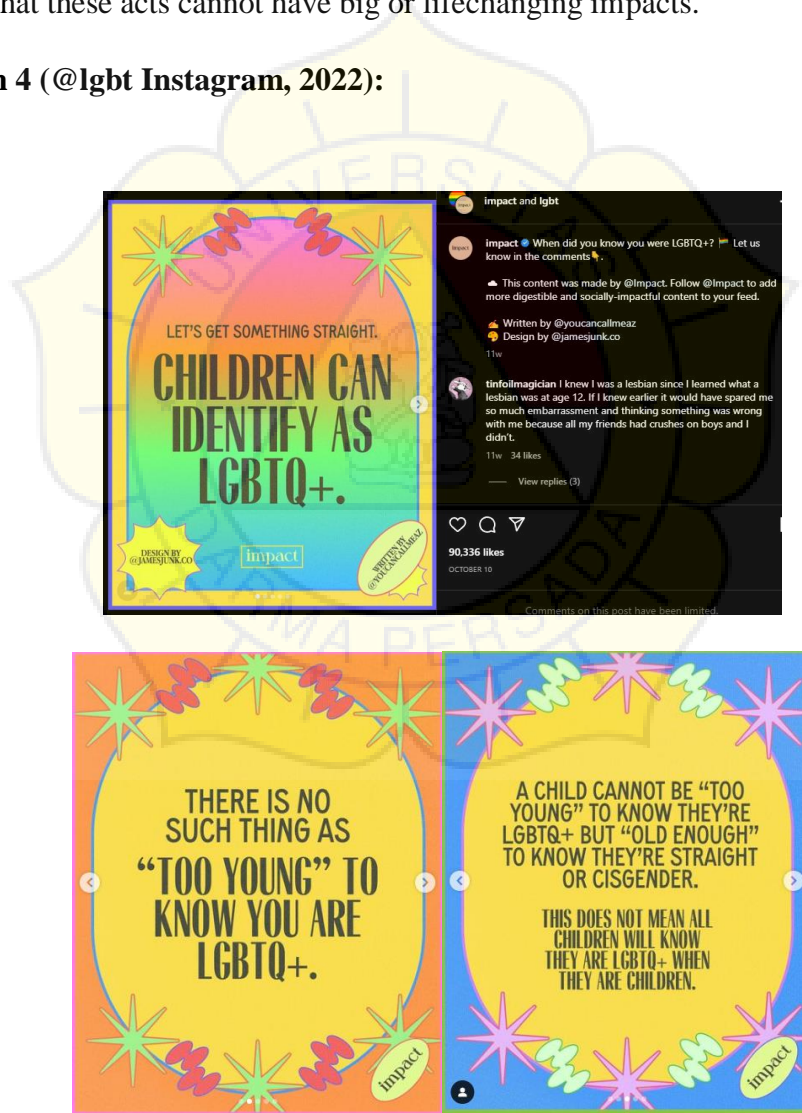 hat these acts cannot have big or lifechanging impacts.
n 4 (@lgbt Instagram, 2022):
UNIVERSITAS
DARMA PERSADA
LET'S GET SOMETHING STRAIGHT.
CHILDREN CAN
IDENTIFY AS
LGBTQ+.
DESIGN BY
@JAMESJUNK.CO
impact
WRITTEN BY
@YOUCANCALLMEAZ
impact and lgbt
impact When did you know you were LGBTQ+? 🏳️‍🌈 Let us
know in the comments👇.
☁️ This content was made by @Impact. Follow @Impact to add
more digestible and socially-impactful content to your feed.
✍️ Written by @youcancallmeaz
🎨 Design by @jamesjunk.co
11w
tinfoilmagician I knew I was a lesbian since I learned what a
lesbian was at age 12. If I knew earlier it would have spared me
so much embarrassment and thinking something was wrong
with me because all my friends had crushes on boys and I
didn't.
11w 34 likes
View replies (3)
90,336 likes
OCTOBER 10
Comments on this post have been limited.
THERE IS NO
SUCH THING AS
“TOO YOUNG” TO
KNOW YOU ARE
LGBTQ+.
impact
A CHILD CANNOT BE “TOO
YOUNG” TO KNOW THEY'RE
LGBTQ+ BUT “OLD ENOUGH”
TO KNOW THEY'RE STRAIGHT
OR CISGENDER.
THIS DOES NOT MEAN ALL
CHILDREN WILL KNOW
THEY ARE LGBTQ+ WHEN
THEY ARE CHILDREN.
impact